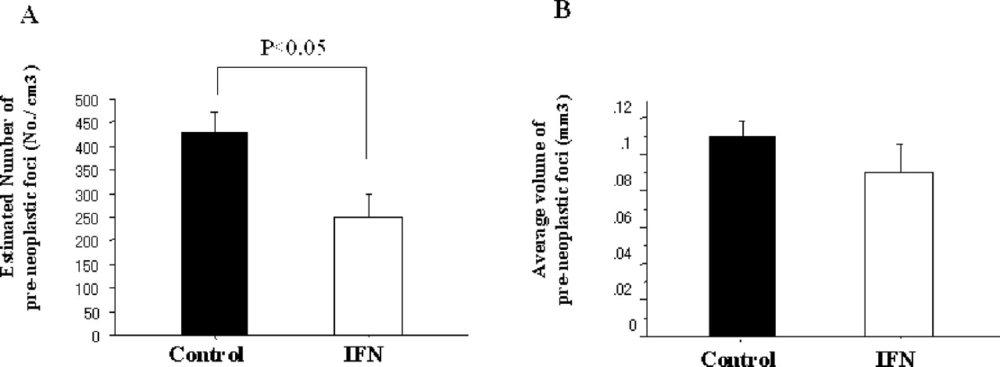 A
P<0.05
Estimated Number of
pre-neoplastic foci (No./ cm3)
500
450
400
350
300
250
200
150
100
50
0
Control
IFN
B
Average volume of
pre-neoplastic foci (mm3)
.12
.1
.08
.06
.04
.02
0
Control
IFN